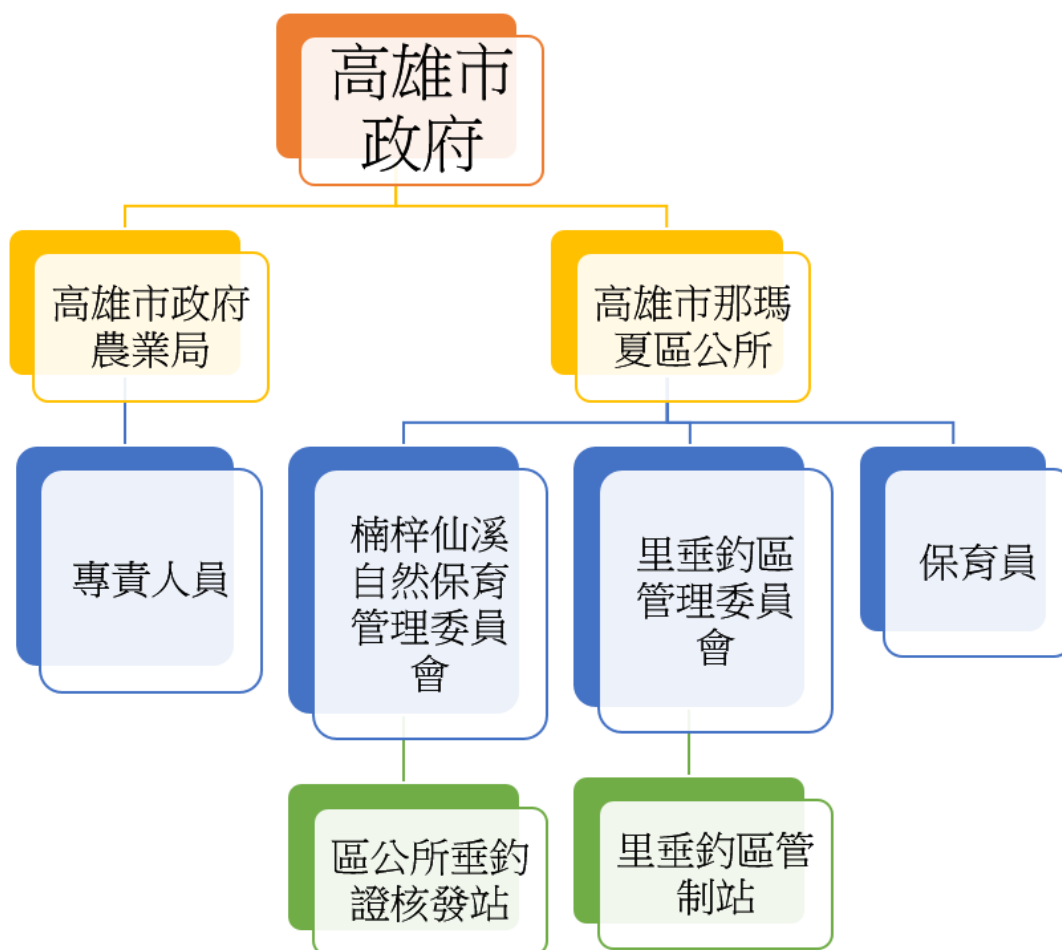 高雄市
政府
高雄市政府
農業局
高雄市那瑪
夏區公所
專責人員
楠梓仙溪
自然保育
管理委員
會
里垂釣區
管理委員
會
保育員
區公所垂釣
證核發站
里垂釣區管
制站